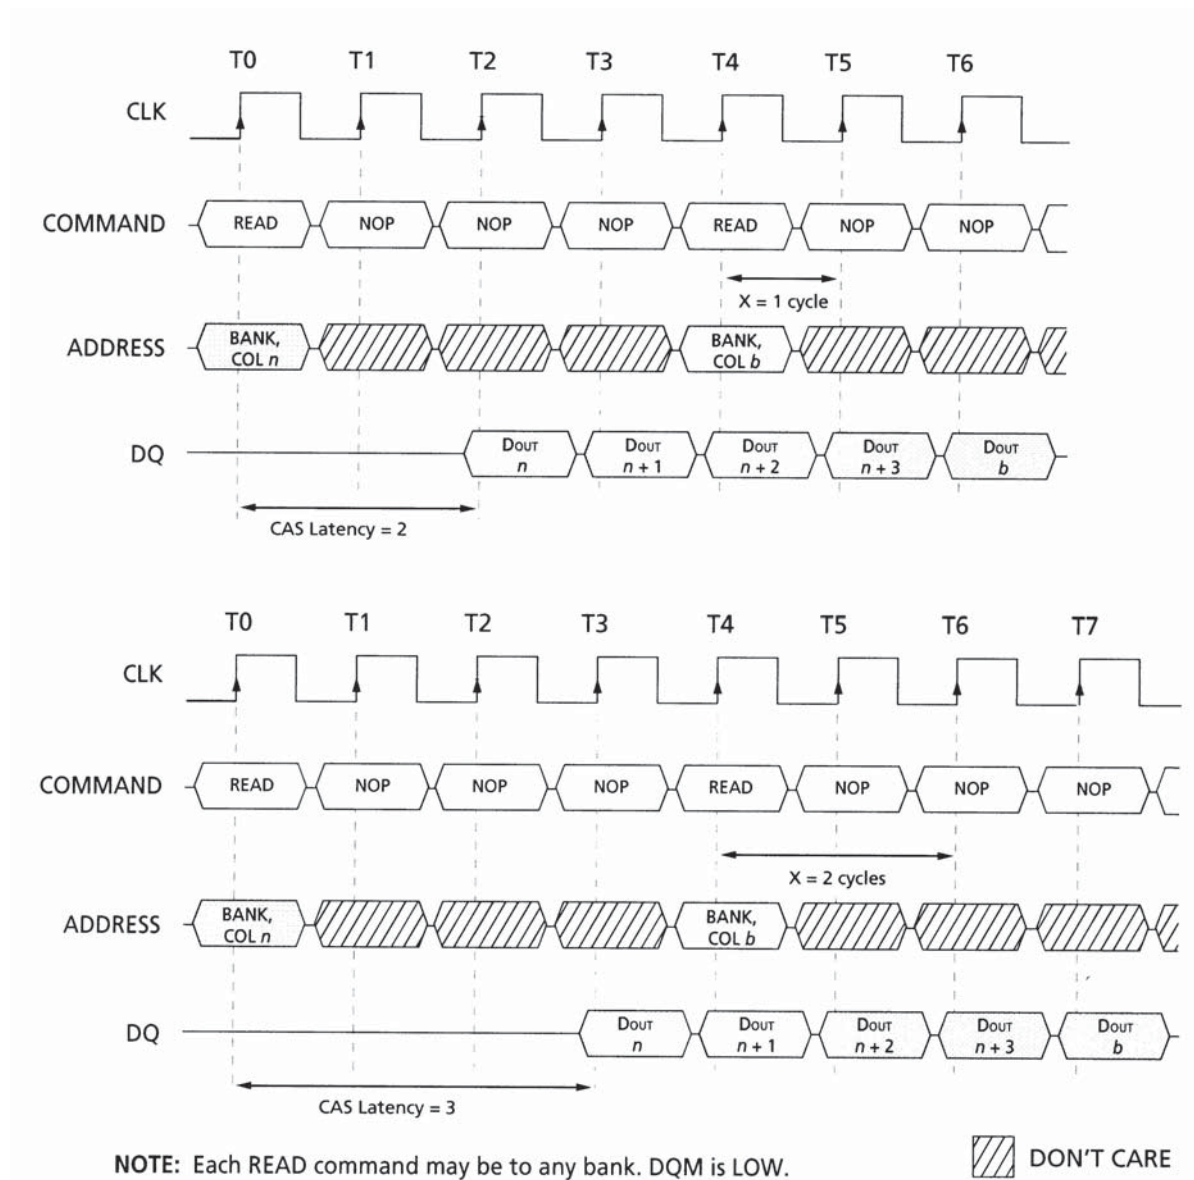 T0 T1 T2 T3 T4 T5 T6
CLK
COMMAND READ NOP NOP NOP READ NOP NOP
X = 1 cycle
ADDRESS BANK, COL n BANK, COL b
DQ DOUT n DOUT n + 1 DOUT n + 2 DOUT n + 3 DOUT b
CAS Latency = 2
T0 T1 T2 T3 T4 T5 T6 T7
CLK
COMMAND READ NOP NOP NOP READ NOP NOP NOP
X = 2 cycles
ADDRESS BANK, COL n BANK, COL b
DQ DOUT n DOUT n + 1 DOUT n + 2 DOUT n + 3 DOUT b
CAS Latency = 3
NOTE: Each READ command may be to any bank. DQM is LOW.
DON'T CARE